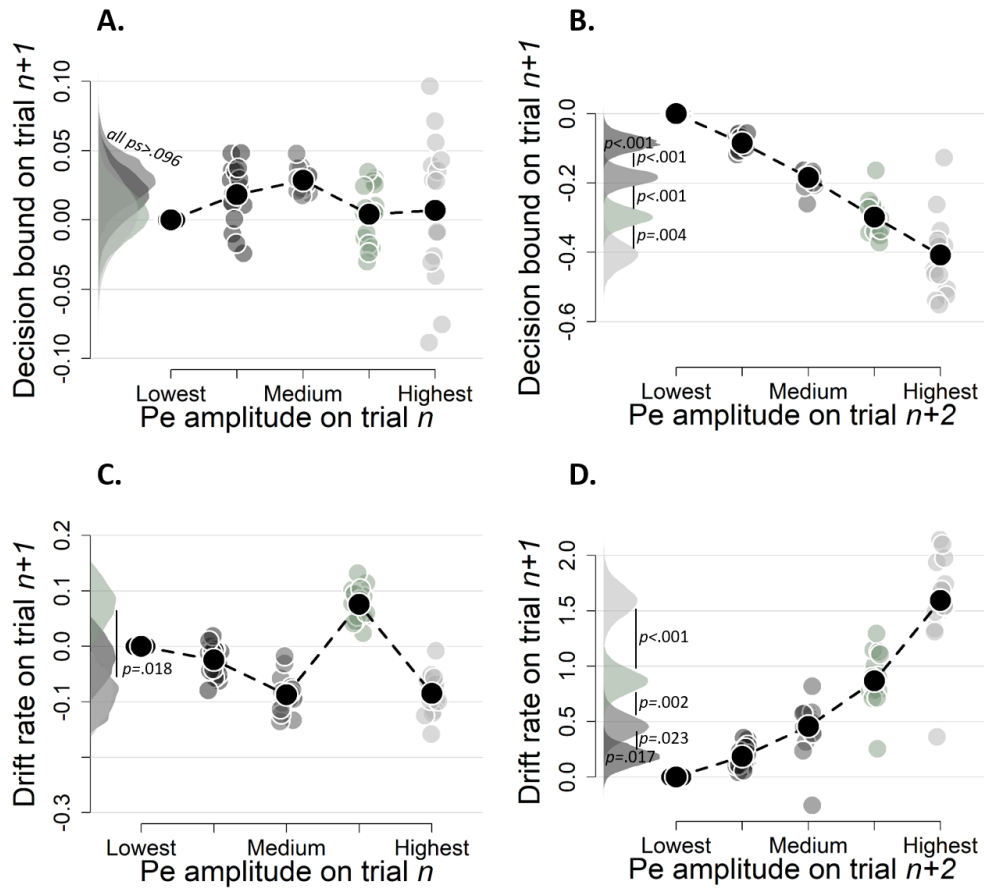 A.
Decision bound on trial n+1
0.10
0.05
0.00
-0.05
-0.10
all ps>.096
Lowest Medium Highest
Pe amplitude on trial n
B.
Decision bound on trial n+1
0.0
-0.2
-0.4
-0.6
p<.001
p<.001
p<.001
p=.004
Lowest Medium Highest
Pe amplitude on trial n+2
C.
Drift rate on trial n+1
0.2
0.1
0.0
-0.1
-0.3
p=.018
Lowest Medium Highest
Pe amplitude on trial n
D.
Drift rate on trial n+1
2.0
1.5
1.0
0.5
0.0
p<.001
p=.002
p=.023
p=.017
Lowest Medium Highest
Pe amplitude on trial n+2